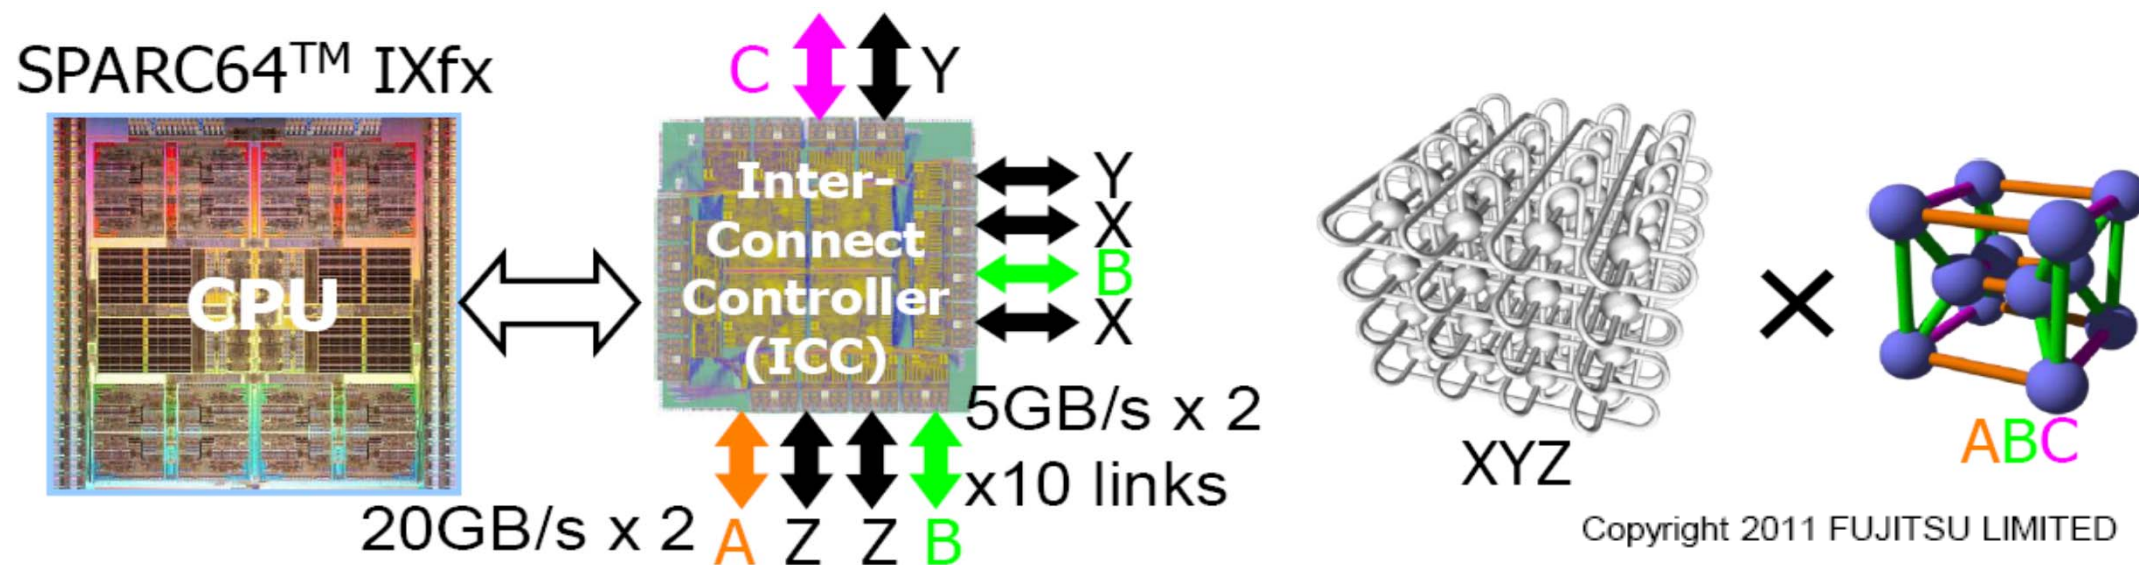 SPARC64™ IXfx
CPU
20GB/s x 2
C
Y
Inter-
Connect
Controller
(ICC)
Y
X
B
X
5GB/s x 2
x10 links
A
Z
Z
B
XYZ
×
ABC
Copyright 2011 FUJITSU LIMITED